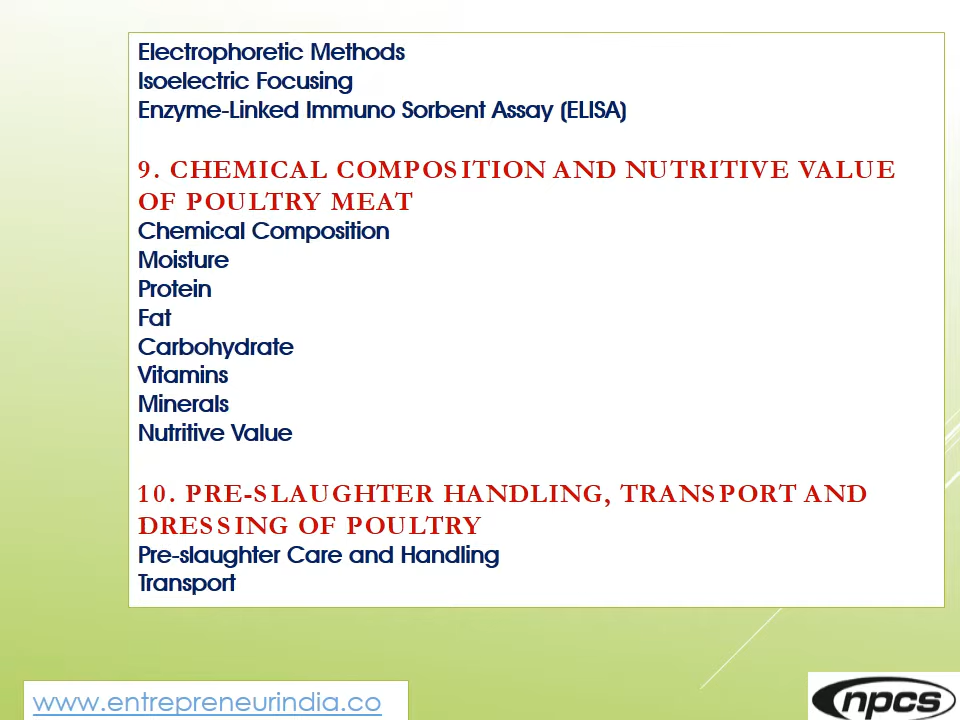 Electrophoretic Methods
Isoelectric Focusing
Enzyme-Linked Immuno Sorbent Assay (ELISA)
9. CHEMICAL COMPOSITION AND NUTRITIVE VALUE
OF POULTRY MEAT
Chemical Composition
Moisture
Protein
Fat
Carbohydrate
Vitamins
Minerals
Nutritive Value
10. PRE-SLAUGHTER HANDLING, TRANSPORT AND
DRESSING OF POULTRY
Pre-slaughter Care and Handling
Transport
www.entrepreneurindia.co
npcs